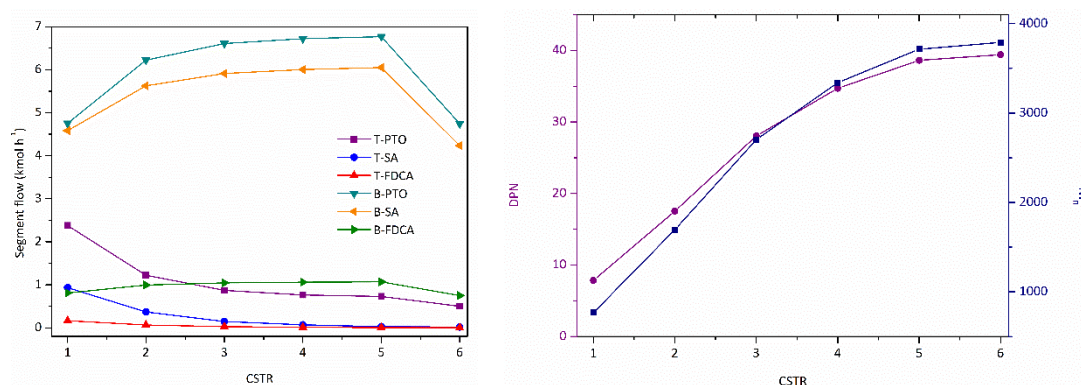 7
6
5
4
3
2
1
0
Segment flow (kmol h⁻¹)
T-PTO
T-SA
T-FDCA
B-PTO
B-SA
B-FDCA
1 2 3 4 5 6
CSTR
40
30
20
10
0
DPN
4000
3000
2000
1000
1 2 3 4 5 6
CSTR